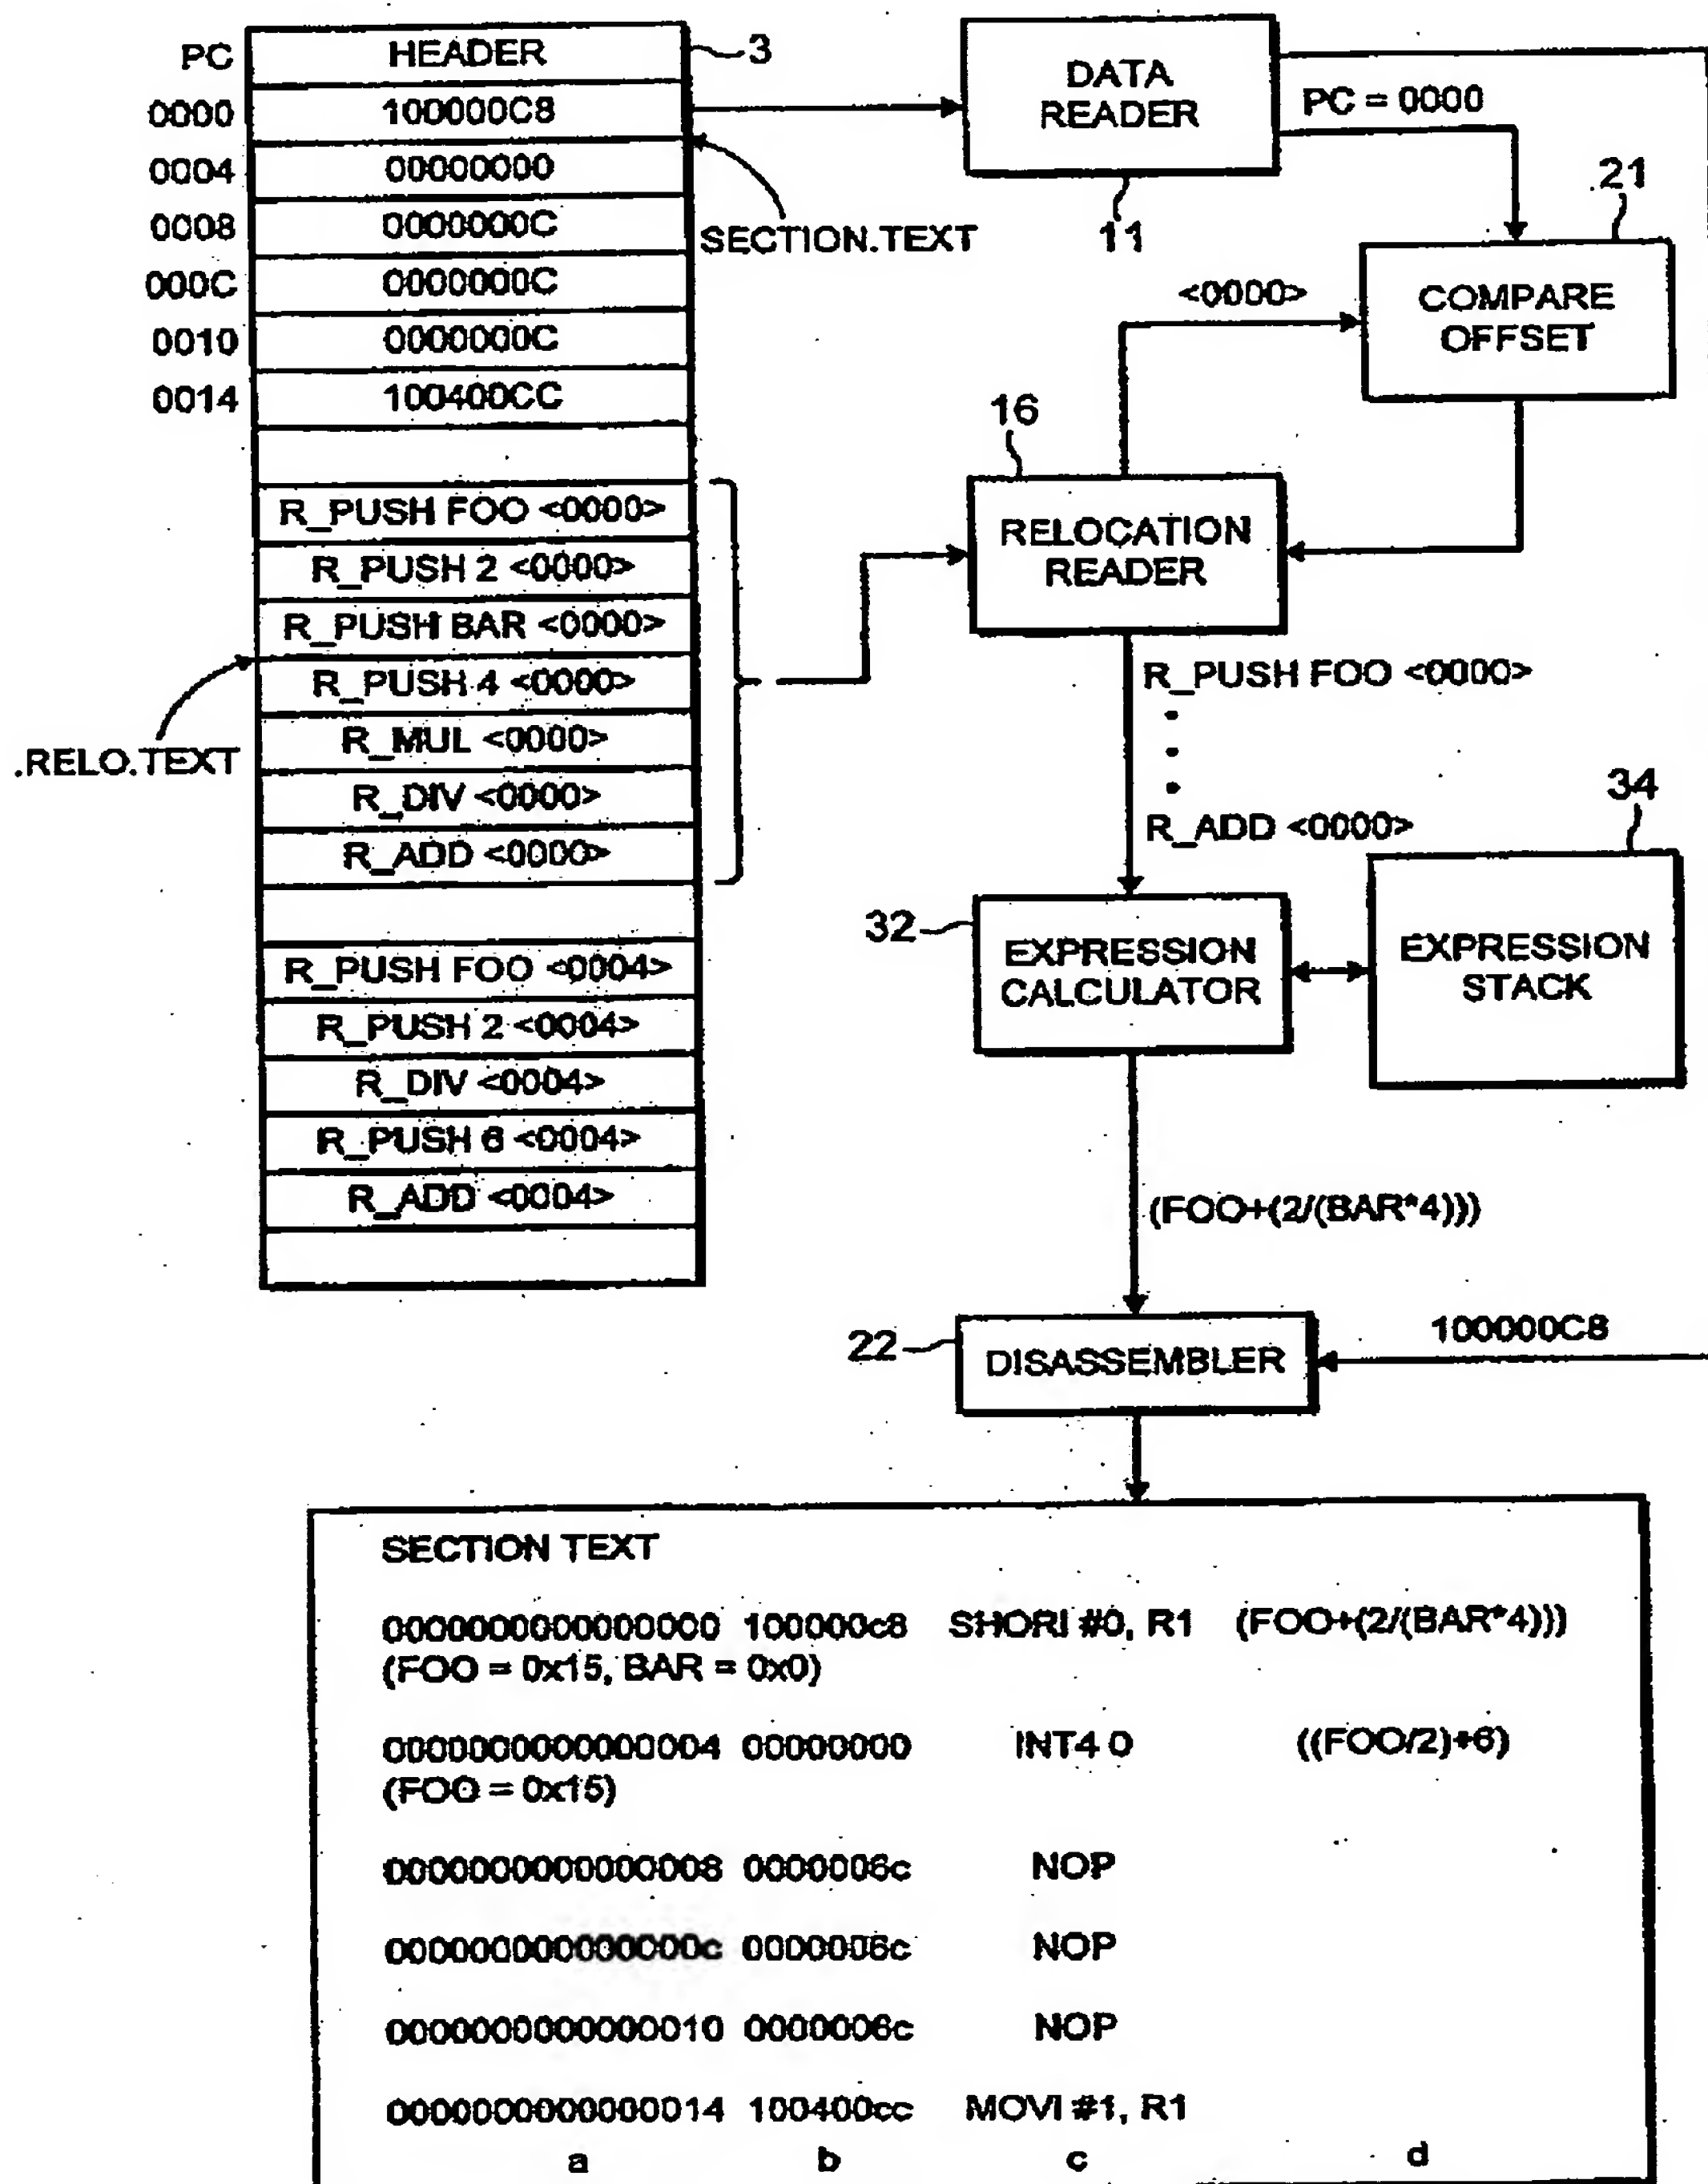 PC HEADER 3
0000 100000C8
0004 00000000
0008 0000000C
000C 0000000C
0010 0000000C
0014 100400CC
SECTION.TEXT
R_PUSH FOO <0000>
R_PUSH 2 <0000>
R_PUSH BAR <0000>
R_PUSH 4 <0000>
R_MUL <0000>
R_DIV <0000>
R_ADD <0000>
.RELO.TEXT
R_PUSH FOO <0004>
R_PUSH 2 <0004>
R_DIV <0004>
R_PUSH 6 <0004>
R_ADD <0004>
DATA
READER
11
PC = 0000
21
COMPARE
OFFSET
<0000>
16
RELOCATION
READER
R_PUSH FOO <0000>
R_ADD <0000>
34
32
EXPRESSION
CALCULATOR
EXPRESSION
STACK
(FOO+(2/(BAR*4)))
22
DISASSEMBLER
100000C8
SECTION TEXT
0000000000000000 100000c8 SHORI #0, R1 (FOO+(2/(BAR*4)))
(FOO = 0x15, BAR = 0x0)
0000000000000004 00000000 INT4 0 ((FOO/2)+6)
(FOO = 0x15)
0000000000000008 0000006c NOP
000000000000000c 0000006c NOP
0000000000000010 0000006c NOP
0000000000000014 100400cc MOVI #1, R1
a b c d